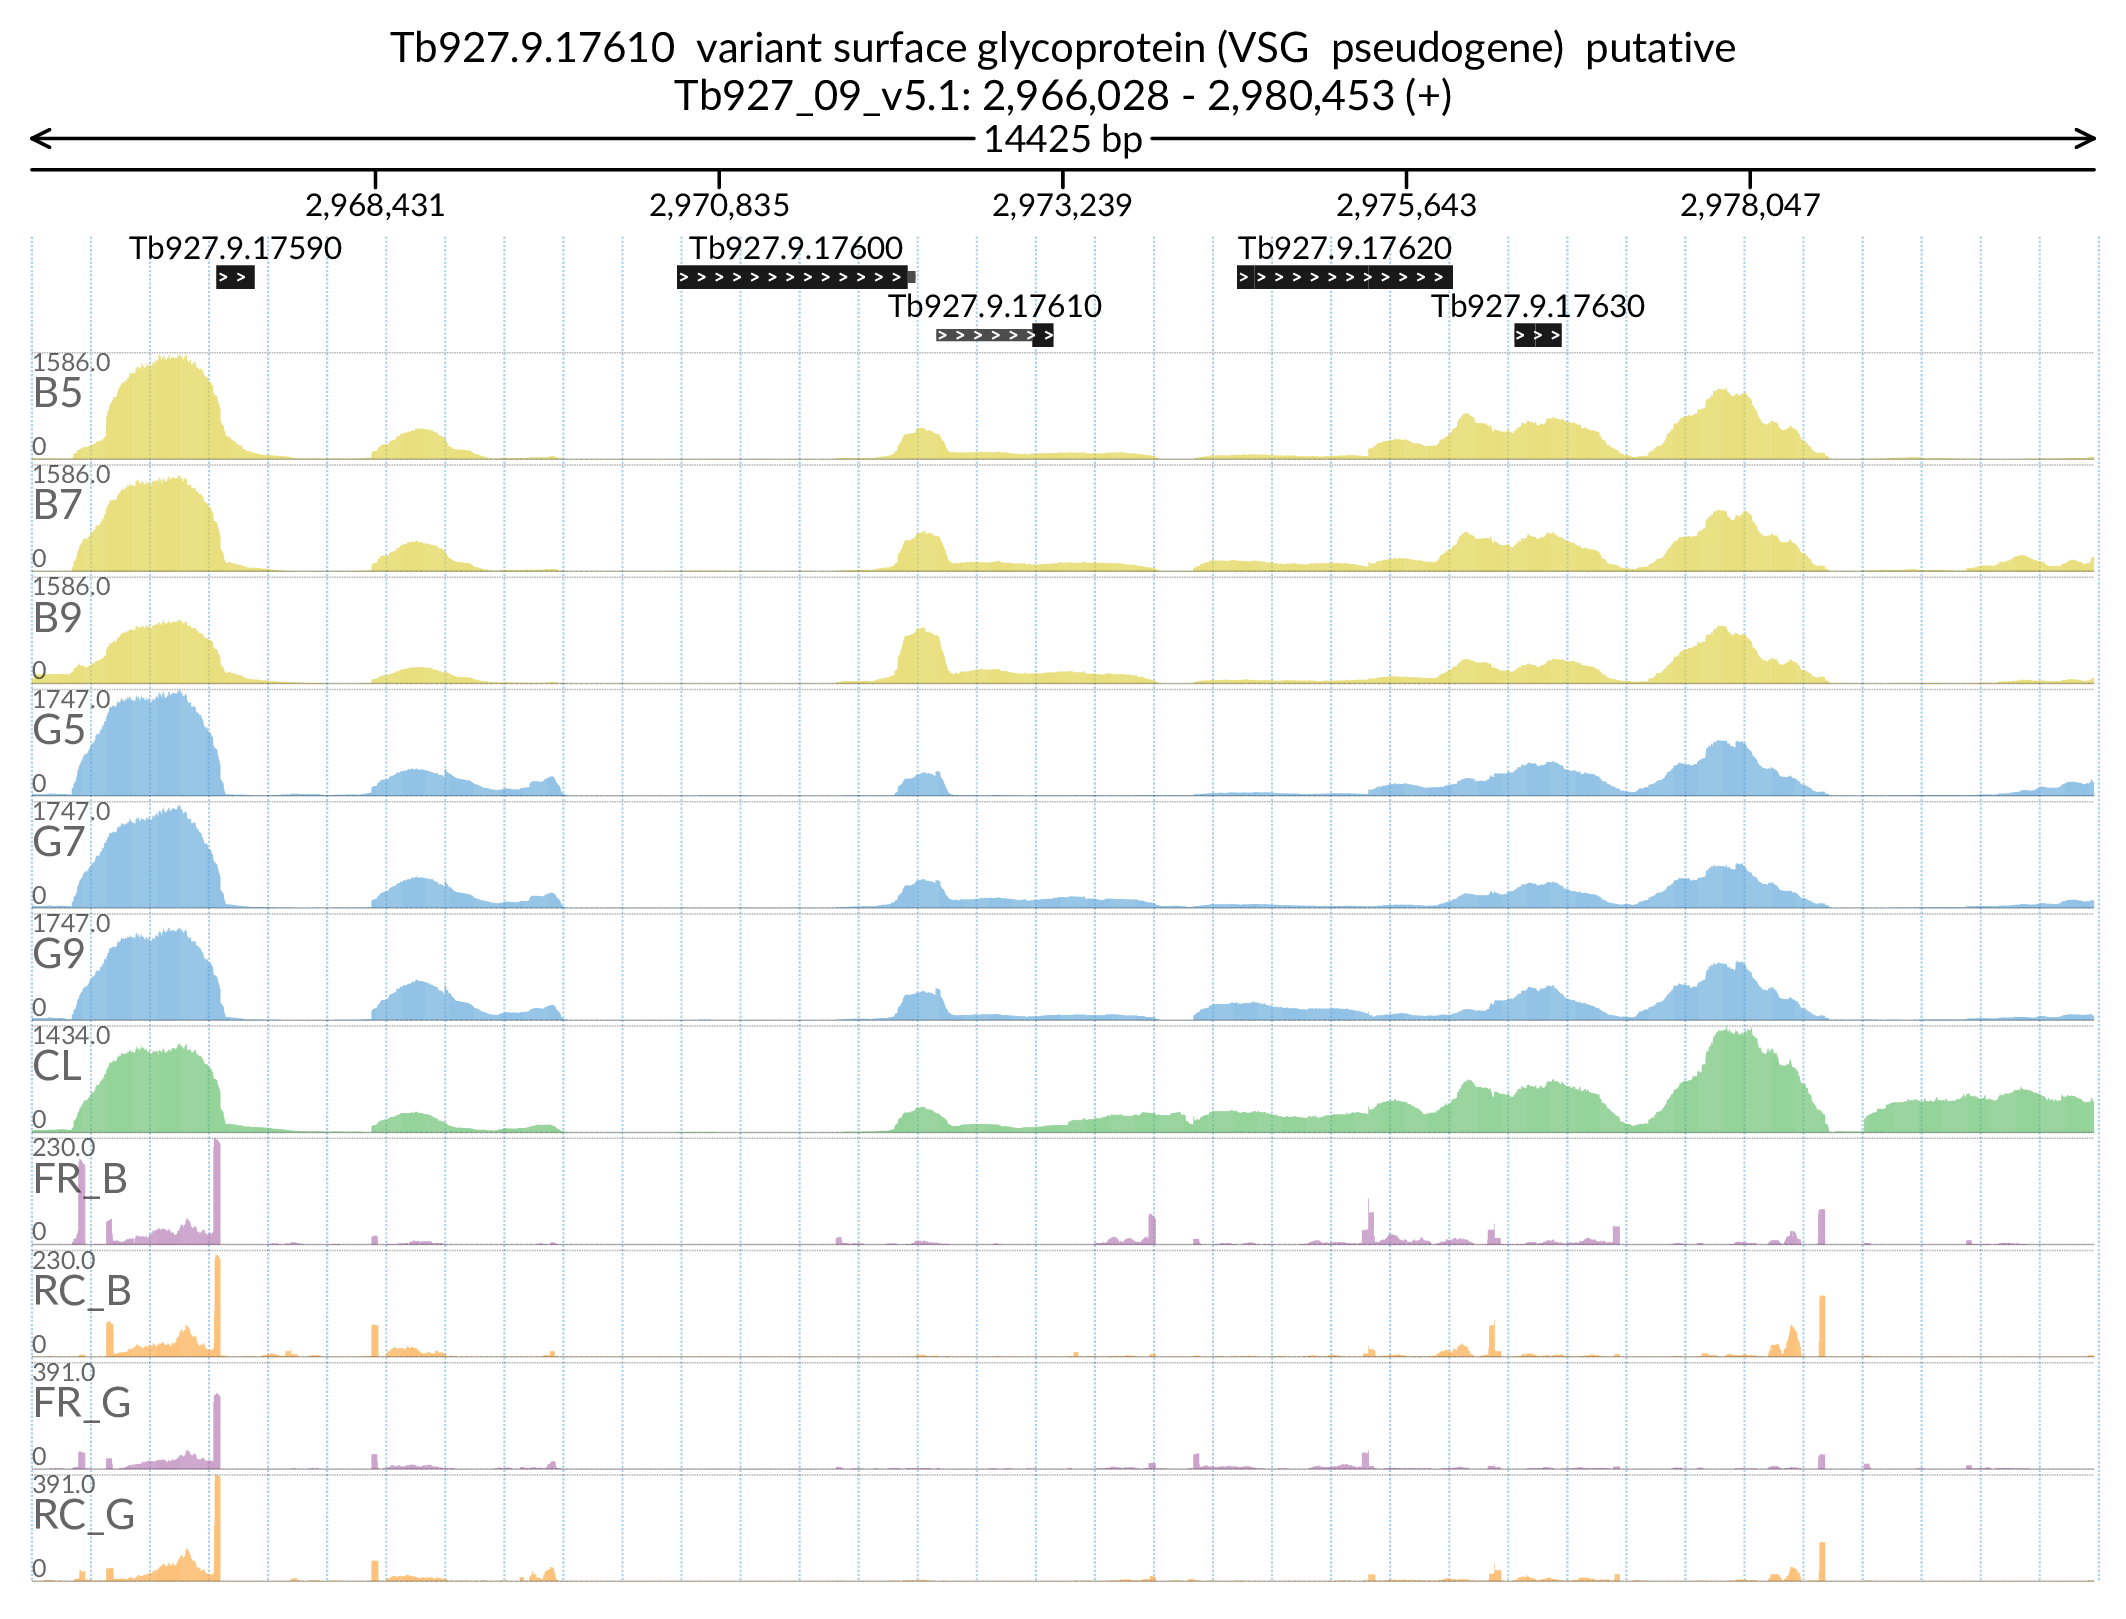 Tb927.9.17610 variant surface glycoprotein (VSG pseudogene) putative
Tb927_09_v5.1: 2,966,028 - 2,980,453 (+)
14425 bp
2,968,431 2,970,835 2,973,239 2,975,643 2,978,047
Tb927.9.17590 Tb927.9.17600 Tb927.9.17620
Tb927.9.17610 Tb927.9.17630
1586.0
B5
0
1586.0
B7
0
1586.0
B9
0
1747.0
G5
0
1747.0
G7
0
1747.0
G9
0
1434.0
CL
0
230.0
FR_B
0
230.0
RC_B
0
391.0
FR_G
0
391.0
RC_G
0